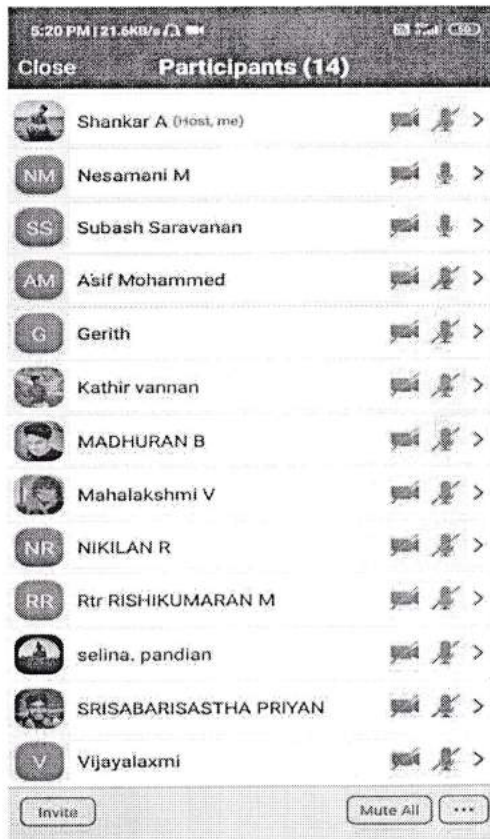 5:20 PM | 21.6KB/s
Close Participants (14)
Shankar A (Host, me)
NM Nesamani M
SS Subash Saravanan
AM Asif Mohammed
G Gerith
Kathir vannan
MADHURAN B
Mahalakshmi V
NR NIKILAN R
RR Rtr RISHIKUMARAN M
selina. pandian
SRISABARISASTHA PRIYAN
V Vijayalaxmi
Invite Mute All ...